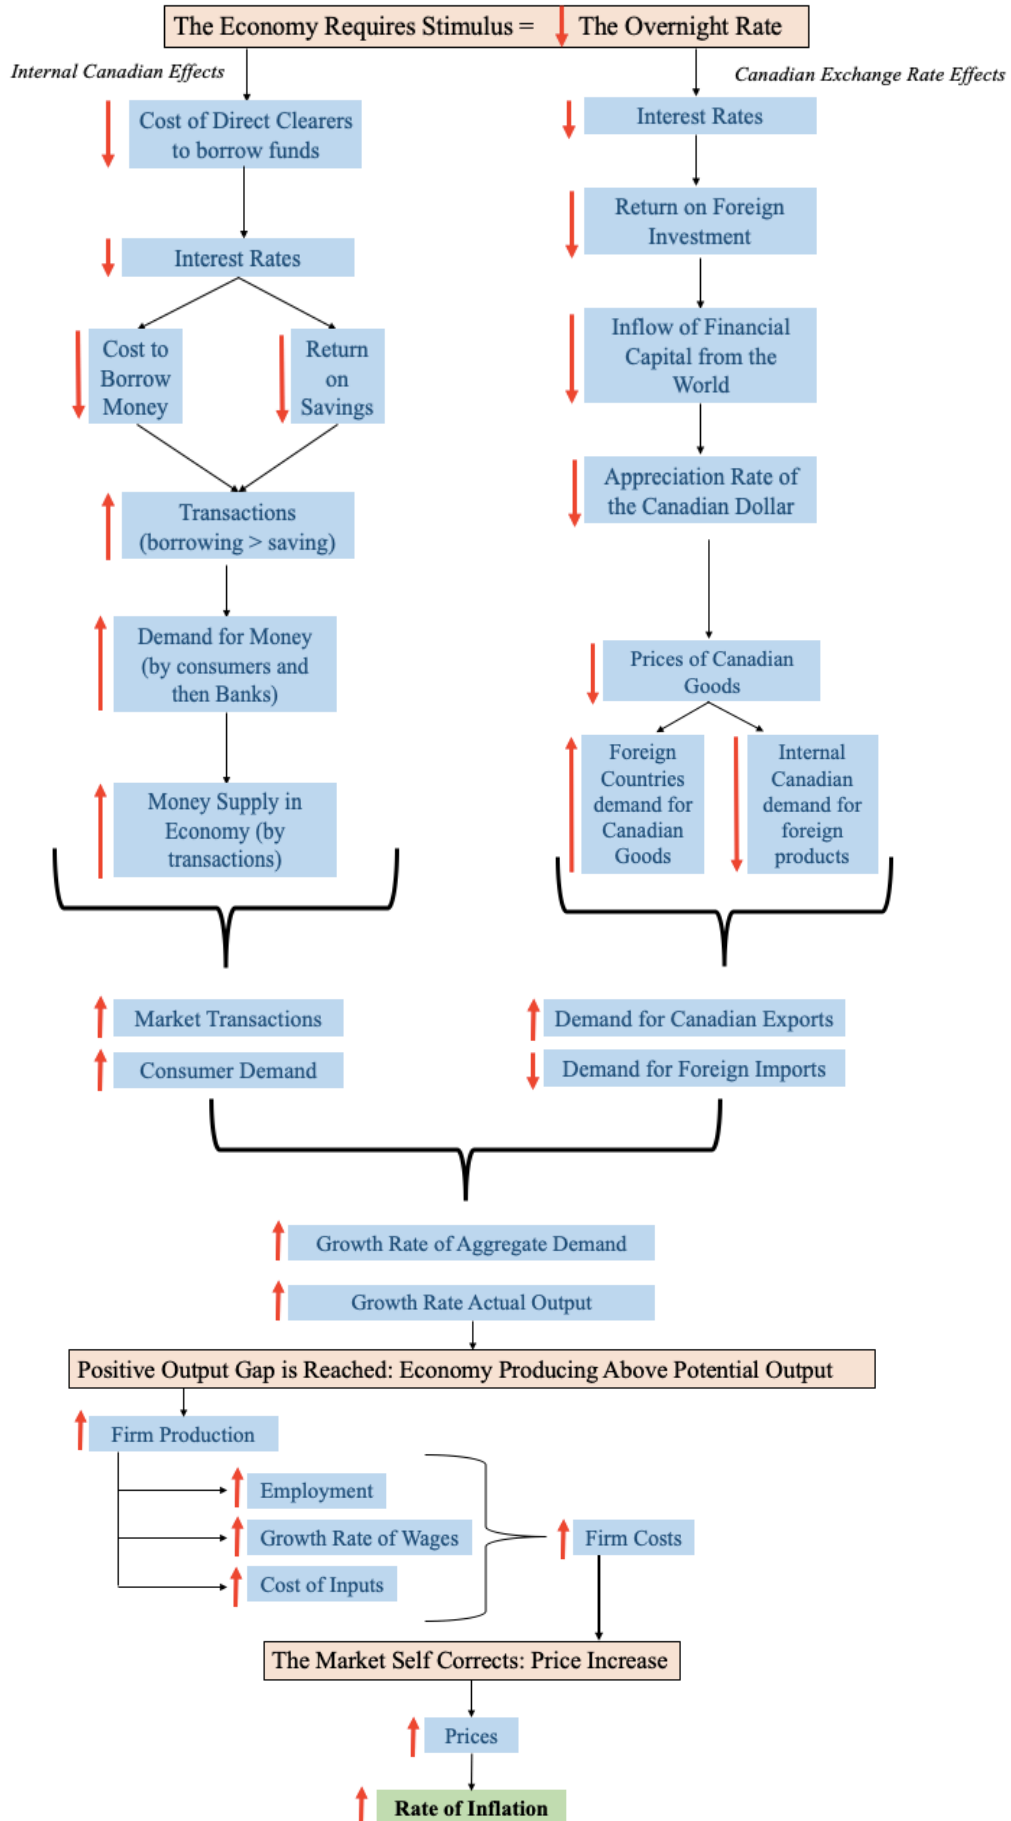 The Economy Requires Stimulus = The Overnight Rate
Internal Canadian Effects
Canadian Exchange Rate Effects
Cost of Direct Clearers
to borrow funds
Interest Rates
Cost to
Borrow
Money
Return
on
Savings
Transactions
(borrowing > saving)
Demand for Money
(by consumers and
then Banks)
Money Supply in
Economy (by
transactions)
Interest Rates
Return on Foreign
Investment
Inflow of Financial
Capital from the
World
Appreciation Rate of
the Canadian Dollar
Prices of Canadian
Goods
Foreign
Countries
demand for
Canadian
Goods
Internal
Canadian
demand for
foreign
products
Market Transactions
Consumer Demand
Demand for Canadian Exports
Demand for Foreign Imports
Growth Rate of Aggregate Demand
Growth Rate Actual Output
Positive Output Gap is Reached: Economy Producing Above Potential Output
Firm Production
Employment
Growth Rate of Wages
Cost of Inputs
Firm Costs
The Market Self Corrects: Price Increase
Prices
Rate of Inflation